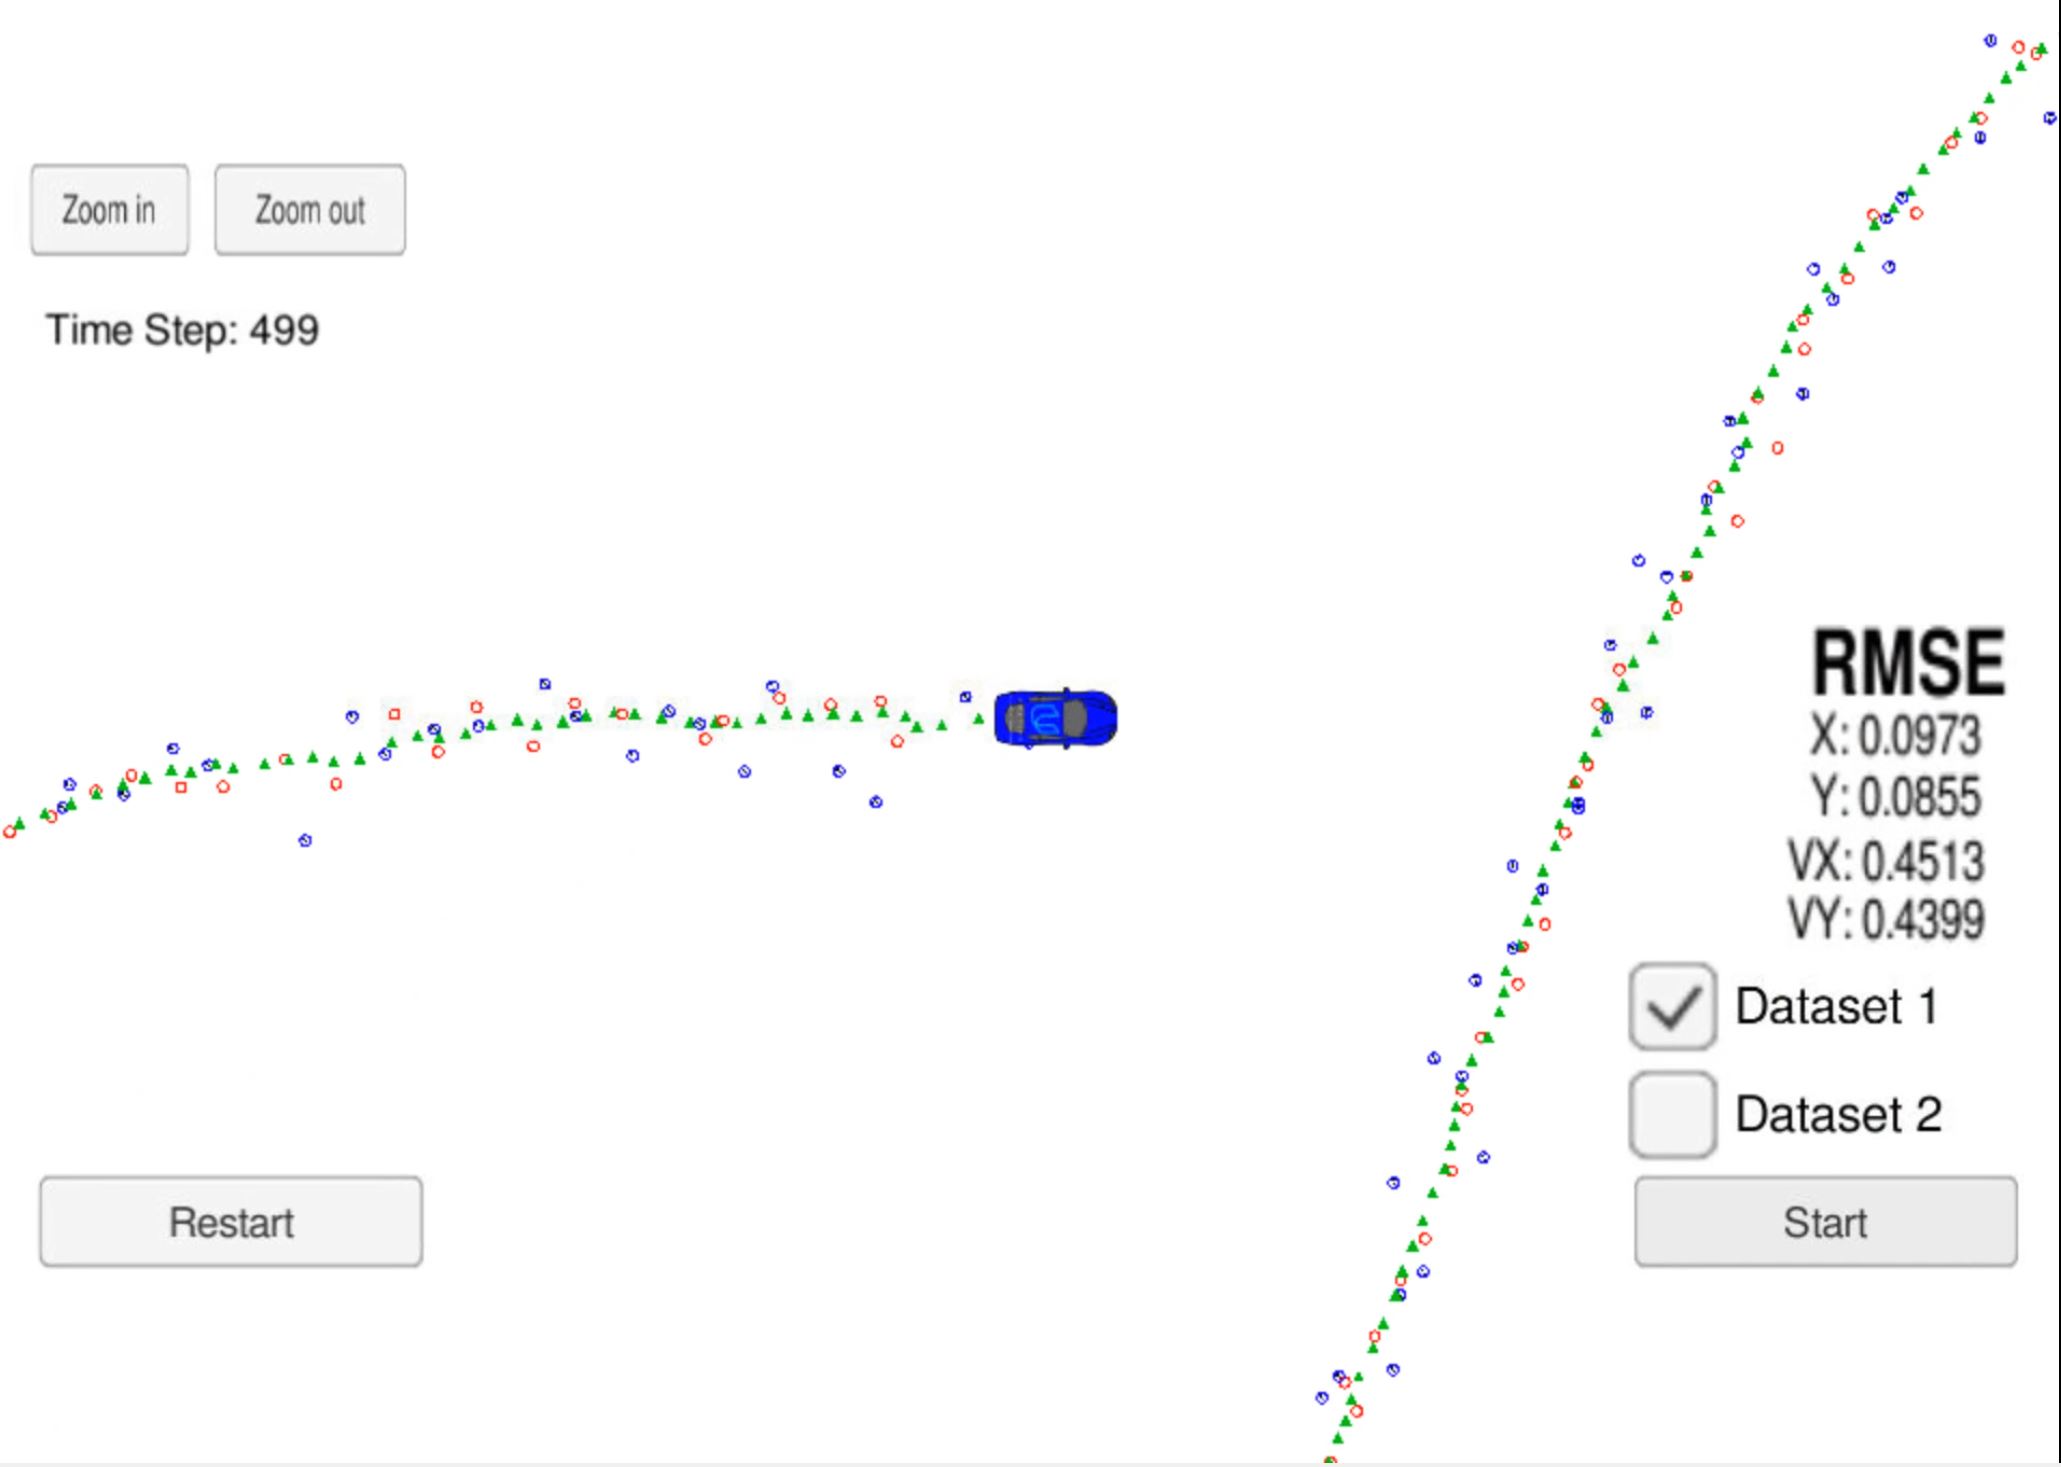 Zoom in
Zoom out
Time Step: 499
RMSE
X: 0.0973
Y: 0.0855
VX: 0.4513
VY: 0.4399
Dataset 1
Dataset 2
Restart
Start